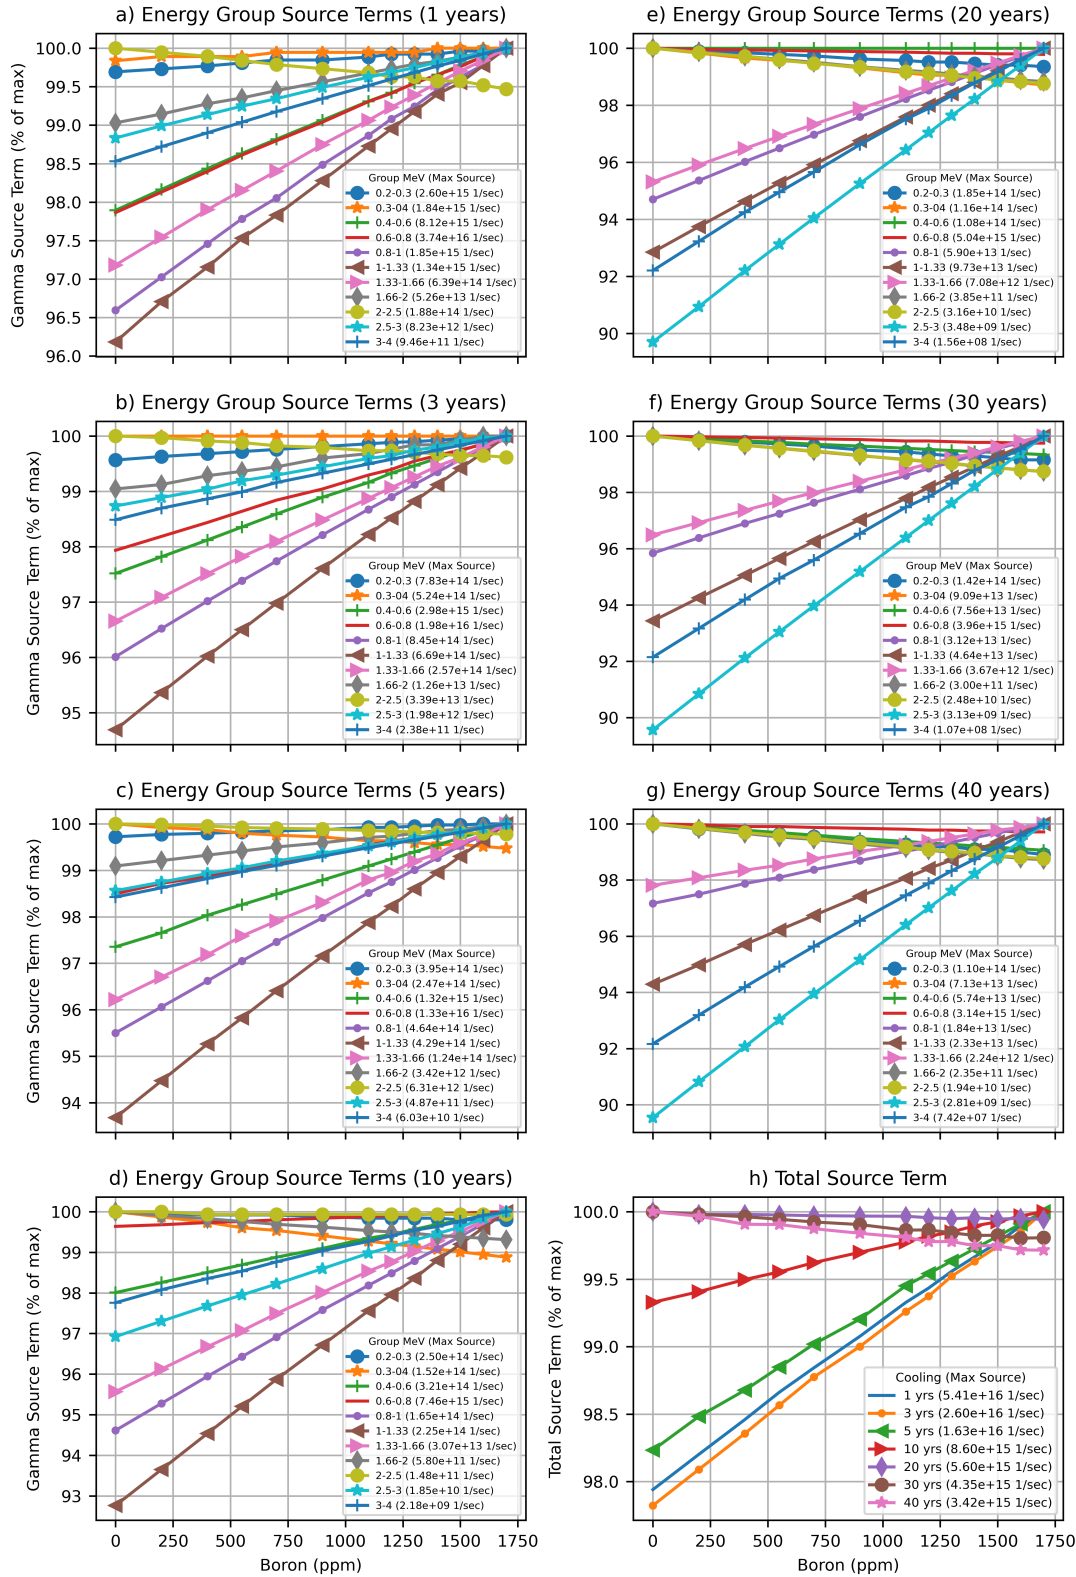 a) Energy Group Source Terms (1 years)
Gamma Source Term (% of max)
100.0
99.5
99.0
98.5
98.0
97.5
97.0
96.5
96.0
Group MeV (Max Source)
0.2-0.3 (2.60e+15 1/sec)
0.3-04 (1.84e+15 1/sec)
0.4-0.6 (8.12e+15 1/sec)
0.6-0.8 (3.74e+16 1/sec)
0.8-1 (1.85e+15 1/sec)
1-1.33 (1.34e+15 1/sec)
1.33-1.66 (6.39e+14 1/sec)
1.66-2 (5.26e+13 1/sec)
2-2.5 (1.88e+14 1/sec)
2.5-3 (8.23e+12 1/sec)
3-4 (9.46e+11 1/sec)
b) Energy Group Source Terms (3 years)
Gamma Source Term (% of max)
100
99
98
97
96
95
Group MeV (Max Source)
0.2-0.3 (7.83e+14 1/sec)
0.3-04 (5.24e+14 1/sec)
0.4-0.6 (2.98e+15 1/sec)
0.6-0.8 (1.98e+16 1/sec)
0.8-1 (8.45e+14 1/sec)
1-1.33 (6.69e+14 1/sec)
1.33-1.66 (2.57e+14 1/sec)
1.66-2 (1.26e+13 1/sec)
2-2.5 (3.39e+13 1/sec)
2.5-3 (1.98e+12 1/sec)
3-4 (2.38e+11 1/sec)
c) Energy Group Source Terms (5 years)
Gamma Source Term (% of max)
100
99
98
97
96
95
94
Group MeV (Max Source)
0.2-0.3 (3.95e+14 1/sec)
0.3-04 (2.47e+14 1/sec)
0.4-0.6 (1.32e+15 1/sec)
0.6-0.8 (1.33e+16 1/sec)
0.8-1 (4.64e+14 1/sec)
1-1.33 (4.29e+14 1/sec)
1.33-1.66 (1.24e+14 1/sec)
1.66-2 (3.42e+12 1/sec)
2-2.5 (6.31e+12 1/sec)
2.5-3 (4.87e+11 1/sec)
3-4 (6.03e+10 1/sec)
d) Energy Group Source Terms (10 years)
Gamma Source Term (% of max)
100
99
98
97
96
95
94
93
Group MeV (Max Source)
0.2-0.3 (2.50e+14 1/sec)
0.3-04 (1.52e+14 1/sec)
0.4-0.6 (3.21e+14 1/sec)
0.6-0.8 (7.46e+15 1/sec)
0.8-1 (1.65e+14 1/sec)
1-1.33 (2.25e+14 1/sec)
1.33-1.66 (3.07e+13 1/sec)
1.66-2 (5.80e+11 1/sec)
2-2.5 (1.48e+11 1/sec)
2.5-3 (1.85e+10 1/sec)
3-4 (2.18e+09 1/sec)
0 250 500 750 1000 1250 1500 1750
Boron (ppm)
e) Energy Group Source Terms (20 years)
100
98
96
94
92
90
Group MeV (Max Source)
0.2-0.3 (1.85e+14 1/sec)
0.3-04 (1.16e+14 1/sec)
0.4-0.6 (1.08e+14 1/sec)
0.6-0.8 (5.04e+15 1/sec)
0.8-1 (5.90e+13 1/sec)
1-1.33 (9.73e+13 1/sec)
1.33-1.66 (7.08e+12 1/sec)
1.66-2 (3.85e+11 1/sec)
2-2.5 (3.16e+10 1/sec)
2.5-3 (3.48e+09 1/sec)
3-4 (1.56e+08 1/sec)
f) Energy Group Source Terms (30 years)
100
98
96
94
92
90
Group MeV (Max Source)
0.2-0.3 (1.42e+14 1/sec)
0.3-04 (9.09e+13 1/sec)
0.4-0.6 (7.56e+13 1/sec)
0.6-0.8 (3.96e+15 1/sec)
0.8-1 (3.12e+13 1/sec)
1-1.33 (4.64e+13 1/sec)
1.33-1.66 (3.67e+12 1/sec)
1.66-2 (3.00e+11 1/sec)
2-2.5 (2.48e+10 1/sec)
2.5-3 (3.13e+09 1/sec)
3-4 (1.07e+08 1/sec)
g) Energy Group Source Terms (40 years)
100
98
96
94
92
90
Group MeV (Max Source)
0.2-0.3 (1.10e+14 1/sec)
0.3-04 (7.13e+13 1/sec)
0.4-0.6 (5.74e+13 1/sec)
0.6-0.8 (3.14e+15 1/sec)
0.8-1 (1.84e+13 1/sec)
1-1.33 (2.33e+13 1/sec)
1.33-1.66 (2.24e+12 1/sec)
1.66-2 (2.35e+11 1/sec)
2-2.5 (1.94e+10 1/sec)
2.5-3 (2.81e+09 1/sec)
3-4 (7.42e+07 1/sec)
h) Total Source Term
Total Source Term (% of max)
100.0
99.5
99.0
98.5
98.0
Cooling (Max Source)
1 yrs (5.41e+16 1/sec)
3 yrs (2.60e+16 1/sec)
5 yrs (1.63e+16 1/sec)
10 yrs (8.60e+15 1/sec)
20 yrs (5.60e+15 1/sec)
30 yrs (4.35e+15 1/sec)
40 yrs (3.42e+15 1/sec)
0 250 500 750 1000 1250 1500 1750
Boron (ppm)